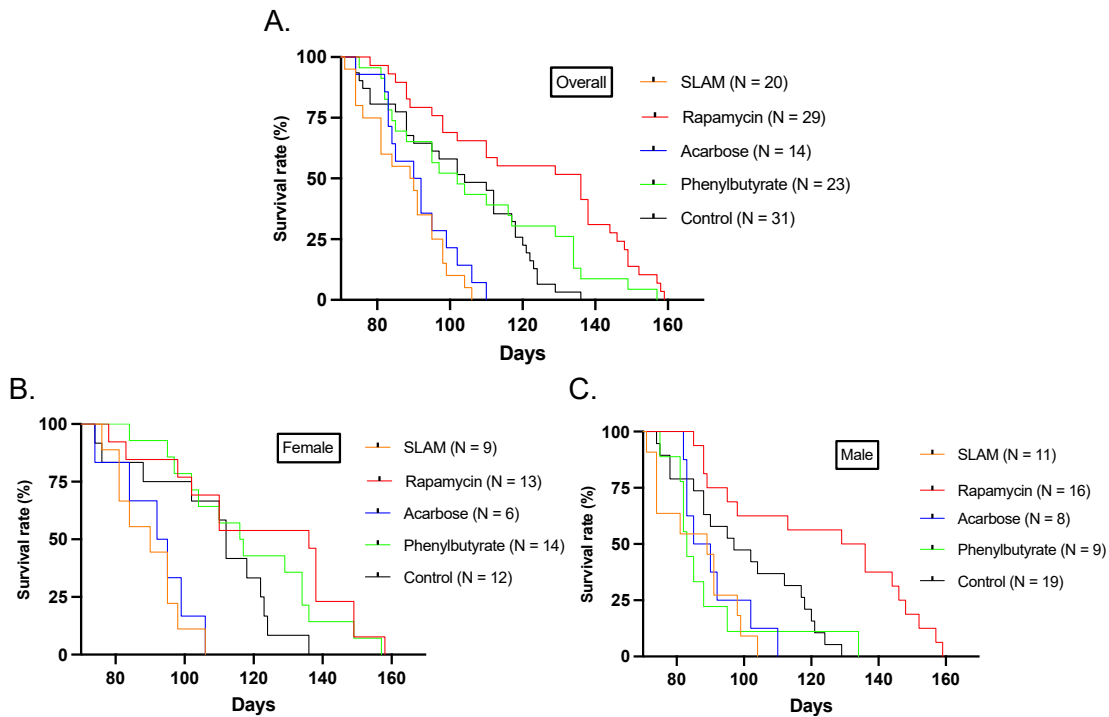 A.
Overall
SLAM (N = 20)
Rapamycin (N = 29)
Acarbose (N = 14)
Phenylbutyrate (N = 23)
Control (N = 31)
Survival rate (%)
100
75
50
25
0
80 100 120 140 160
Days
B.
Female
SLAM (N = 9)
Rapamycin (N = 13)
Acarbose (N = 6)
Phenylbutyrate (N = 14)
Control (N = 12)
Survival rate (%)
100
75
50
25
0
80 100 120 140 160
Days
C.
Male
SLAM (N = 11)
Rapamycin (N = 16)
Acarbose (N = 8)
Phenylbutyrate (N = 9)
Control (N = 19)
Survival rate (%)
100
75
50
25
0
80 100 120 140 160
Days